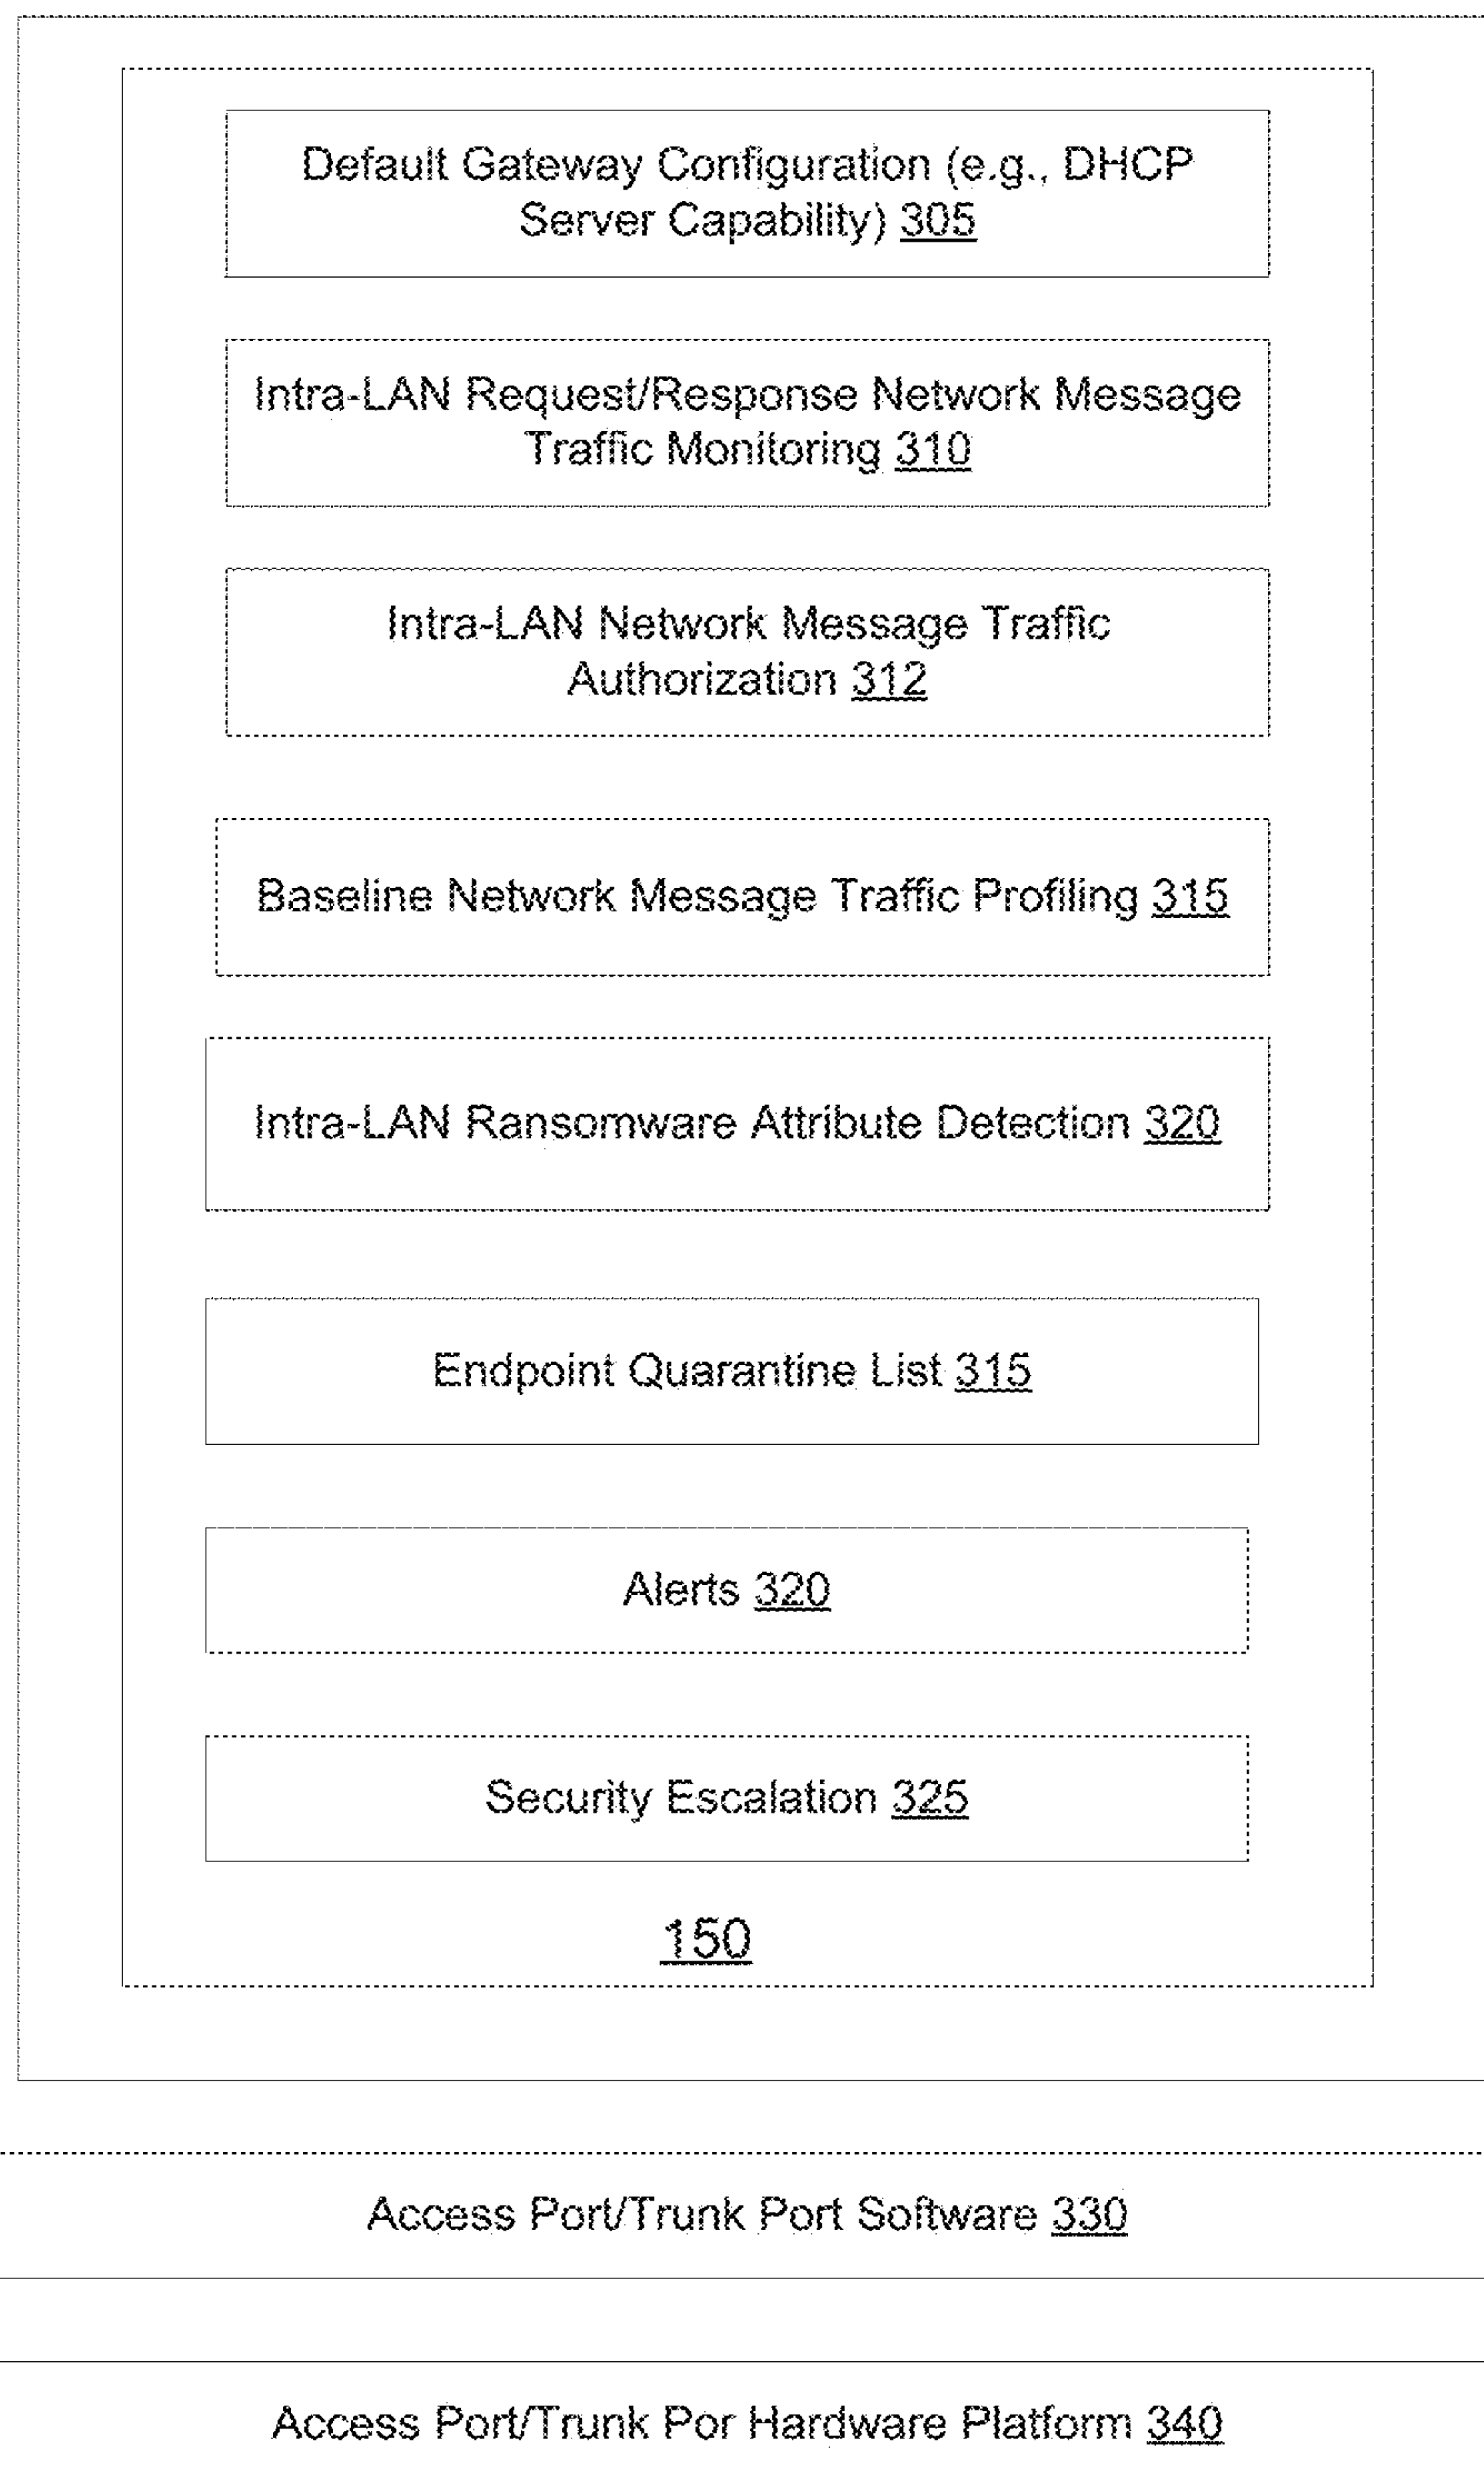 Default Gateway Configuration (e.g., DHCP
Server Capability) 305
Intra-LAN Request/Response Network Message
Traffic Monitoring 310
Intra-LAN Network Message Traffic
Authorization 312
Baseline Network Message Traffic Profiling 315
Intra-LAN Ransomware Attribute Detection 320
Endpoint Quarantine List 315
Alerts 320
Security Escalation 325
150
Access Port/Trunk Port Software 330
Access Port/Trunk Por Hardware Platform 340